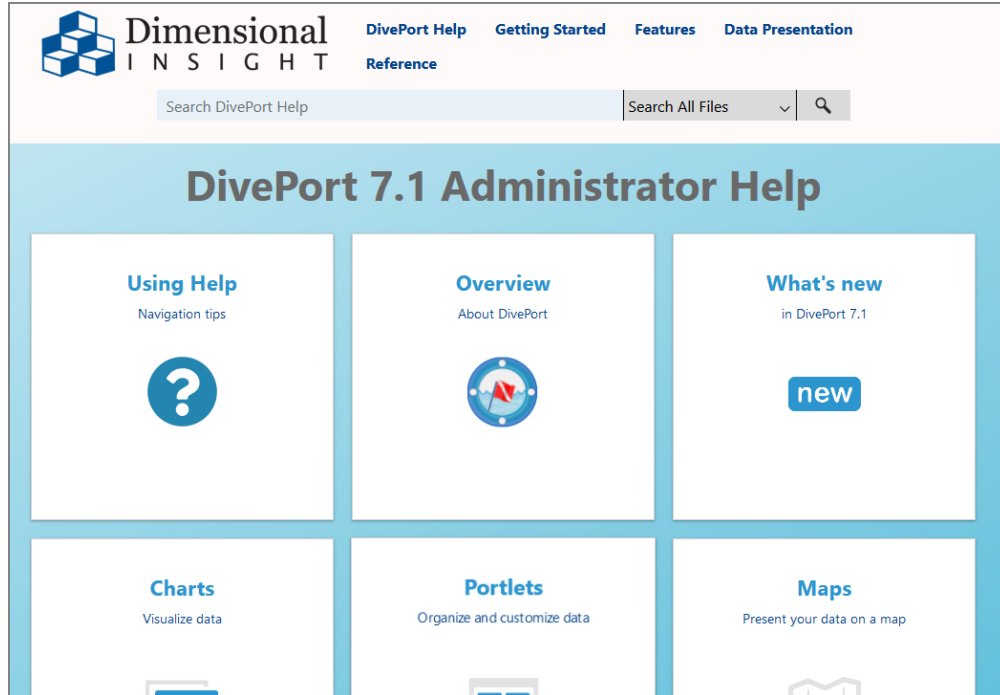 Dimensional
INSIGHT
DivePort Help Getting Started Features Data Presentation
Reference
Search DivePort Help Search All Files
DivePort 7.1 Administrator Help
Using Help
Navigation tips
?
Overview
About DivePort
What's new
in DivePort 7.1
new
Charts
Visualize data
Portlets
Organize and customize data
Maps
Present your data on a map